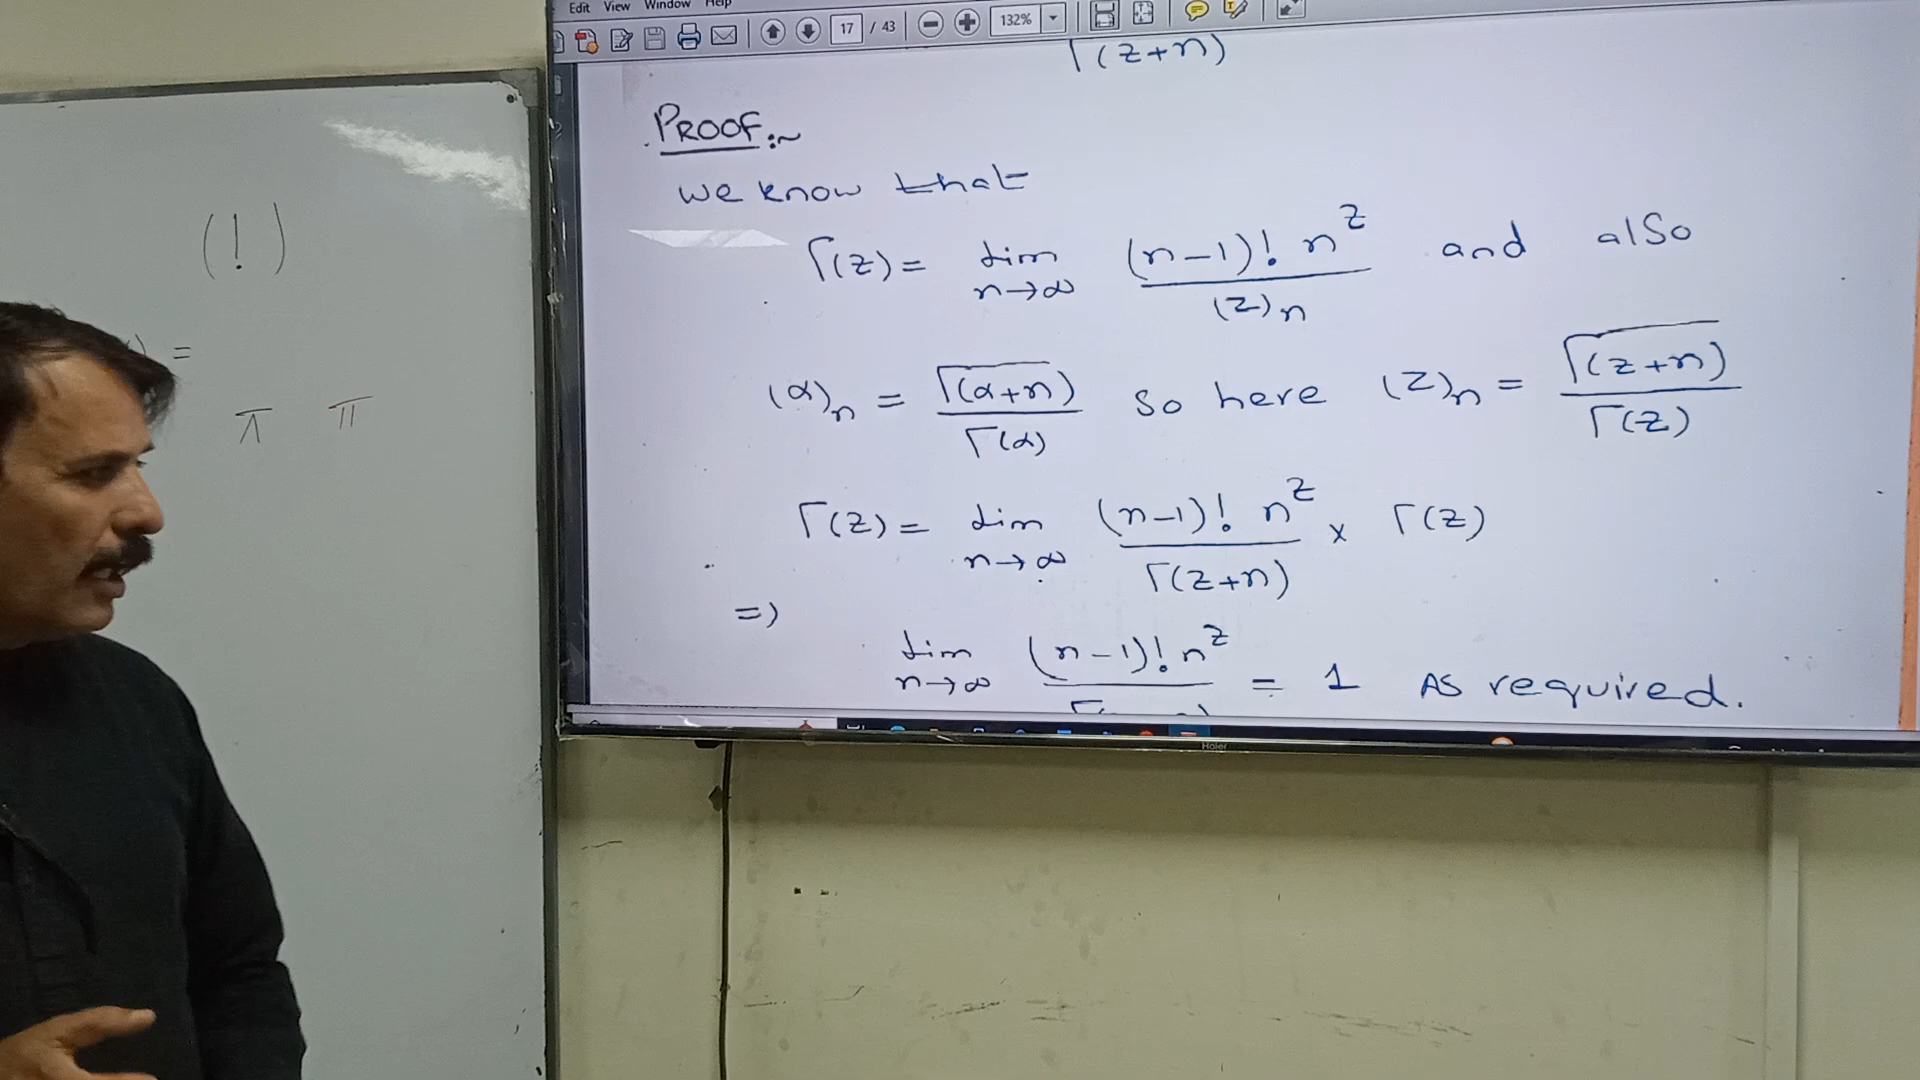 Edit View Window Help
17 / 43 132%
Γ(z+n)
PROOF:~
we know that
Γ(z) = lim n→∞ (n-1)! n^z / (z)n and also
(α)n = Γ(α+n) / Γ(α) so here (z)n = Γ(z+n) / Γ(z)
Γ(z) = lim n→∞ (n-1)! n^z / Γ(z+n) × Γ(z)
=>
lim n→∞ (n-1)! n^z = 1 As required.
Haier
(!)
) =
π π